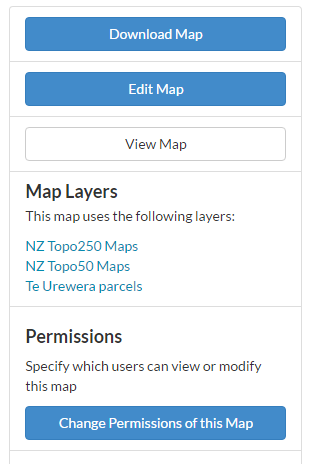 Download Map
Edit Map
View Map
Map Layers
This map uses the following layers:
NZ Topo250 Maps
NZ Topo50 Maps
Te Urewera parcels
Permissions
Specify which users can view or modify
this map
Change Permissions of this Map